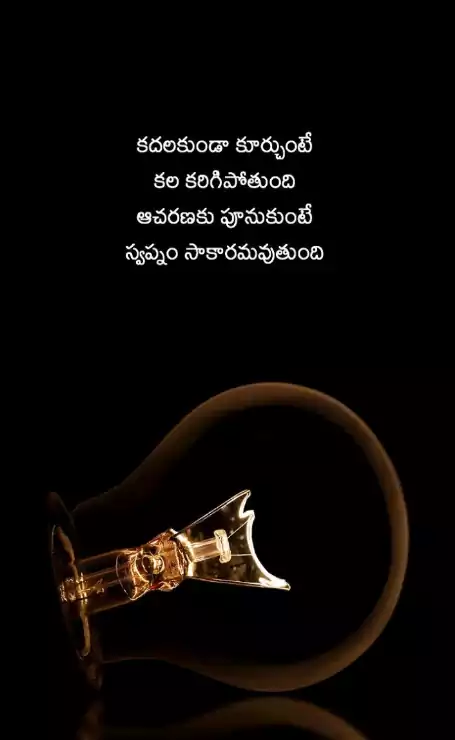 కదలకుండా కూర్చుంటే
కల కరిగిపోతుంది
ఆచరణకు పూనుకుంటే
స్వప్నం సాకారమవుతుంది